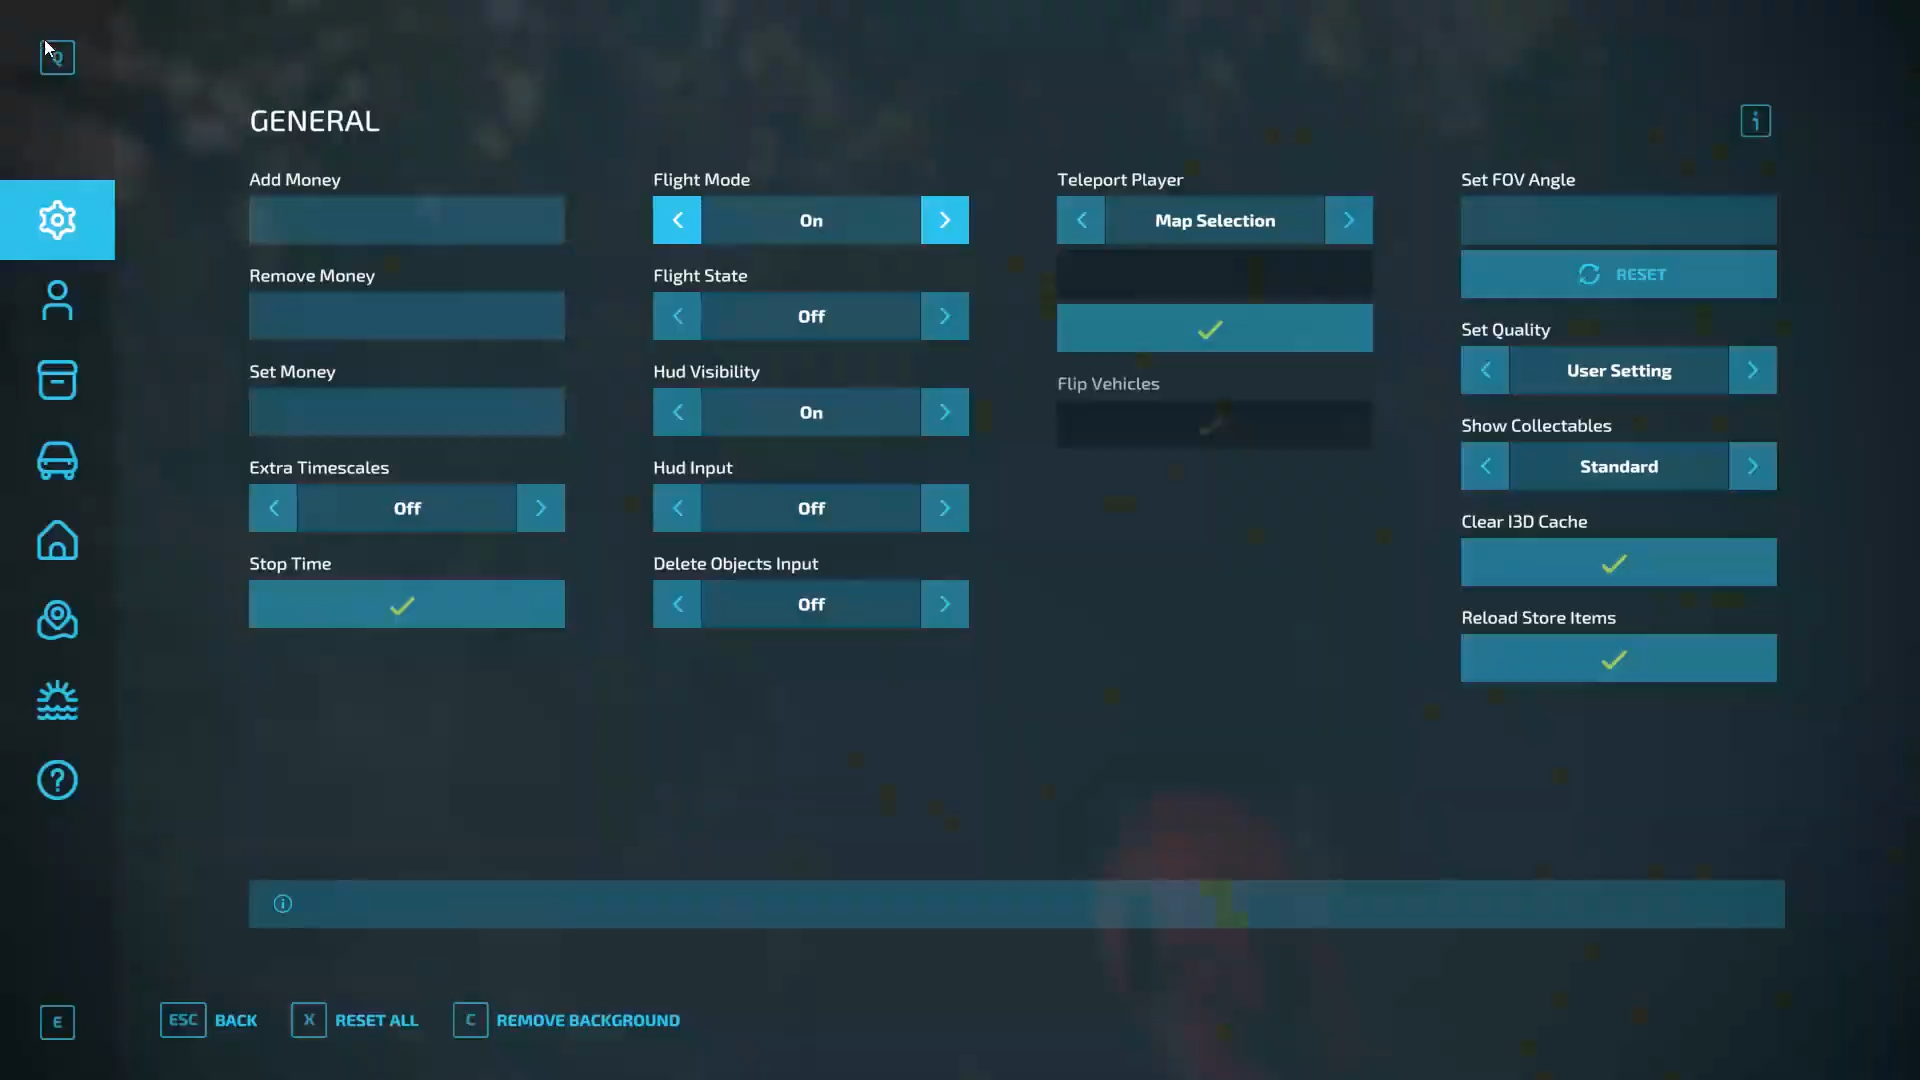 Q
GENERAL
Add Money
Remove Money
Set Money
Extra Timescales
Off
Stop Time
Flight Mode
On
Flight State
Off
Hud Visibility
On
Hud Input
Off
Delete Objects Input
Off
Teleport Player
Map Selection
Flip Vehicles
Set FOV Angle
RESET
Set Quality
User Setting
Show Collectables
Standard
Clear I3D Cache
Reload Store Items
E
ESC BACK X RESET ALL C REMOVE BACKGROUND